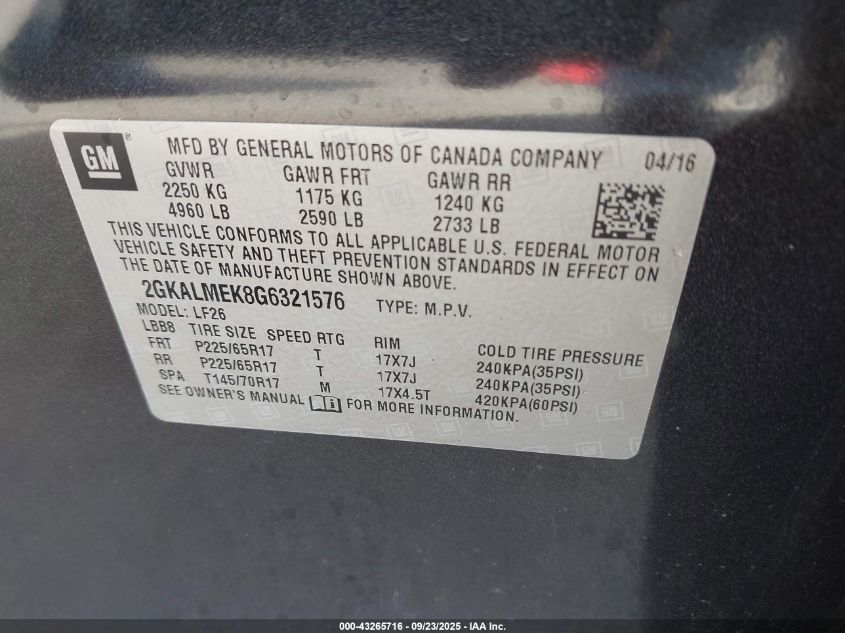 GM ®
MFD BY GENERAL MOTORS OF CANADA COMPANY 04/16
GVWR GAWR FRT GAWR RR
2250 KG 1175 KG 1240 KG
4960 LB 2590 LB 2733 LB
THIS VEHICLE CONFORMS TO ALL APPLICABLE U.S. FEDERAL MOTOR
VEHICLE SAFETY AND THEFT PREVENTION STANDARDS IN EFFECT ON
THE DATE OF MANUFACTURE SHOWN ABOVE.
2GKALMEK8G6321576 TYPE: M.P.V.
MODEL: LF26
LBB8 TIRE SIZE SPEED RTG RIM COLD TIRE PRESSURE
FRT P225/65R17 T 17X7J 240KPA(35PSI)
RR P225/65R17 T 17X7J 240KPA(35PSI)
SPA T145/70R17 M 17X4.5T 420KPA(60PSI)
SEE OWNER'S MANUAL FOR MORE INFORMATION.
000-43265716 - 09/23/2025 - IAA Inc.